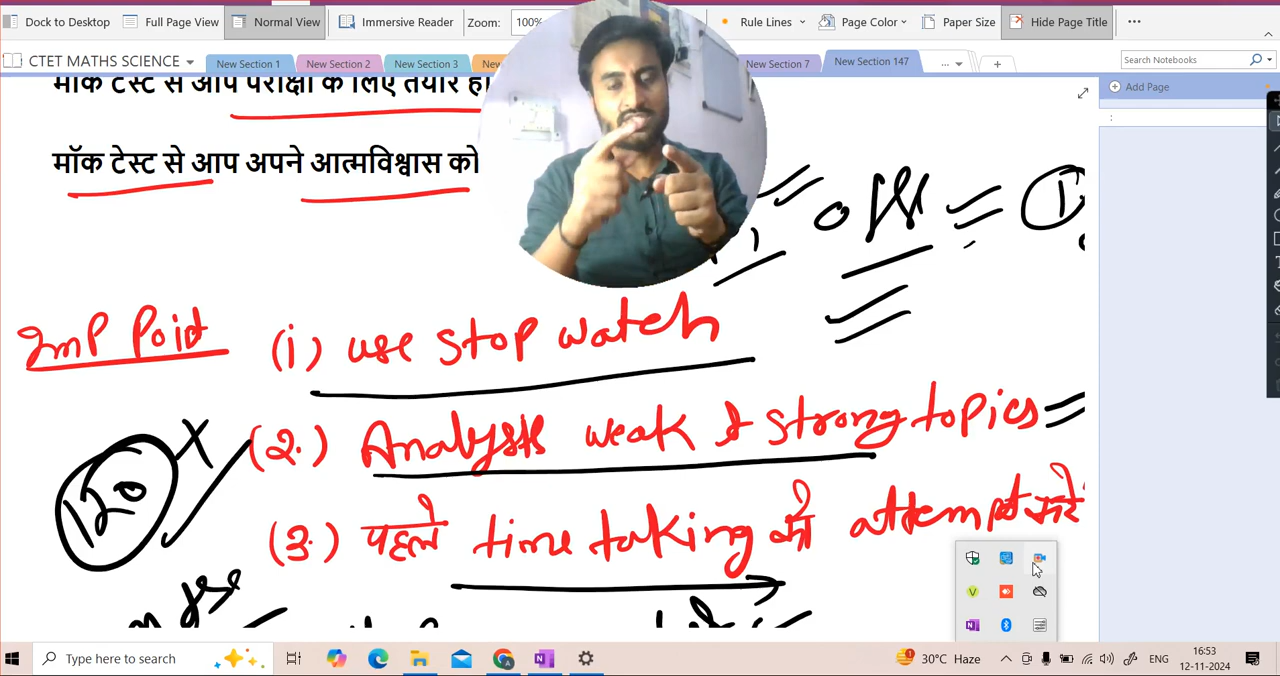 Dock to Desktop Full Page View Normal View Immersive Reader Zoom: 100% Rule Lines Page Color Paper Size Hide Page Title
CTET MATHS SCIENCE New Section 1 New Section 2 New Section 3 New New Section 7 New Section 147 ... + Search Notebooks
Add Page
मॉक टेस्ट से आप परीक्षा के लिए तैयार हो
मॉक टेस्ट से आप अपने आत्मविश्वास को
off = 1
Imp Point (i) use stop watch
(2.) Analysis weak & strong topics
150 X
(3.) पहले time taking को attempt करे
Type here to search 30°C Haze ENG 16:53
12-11-2024